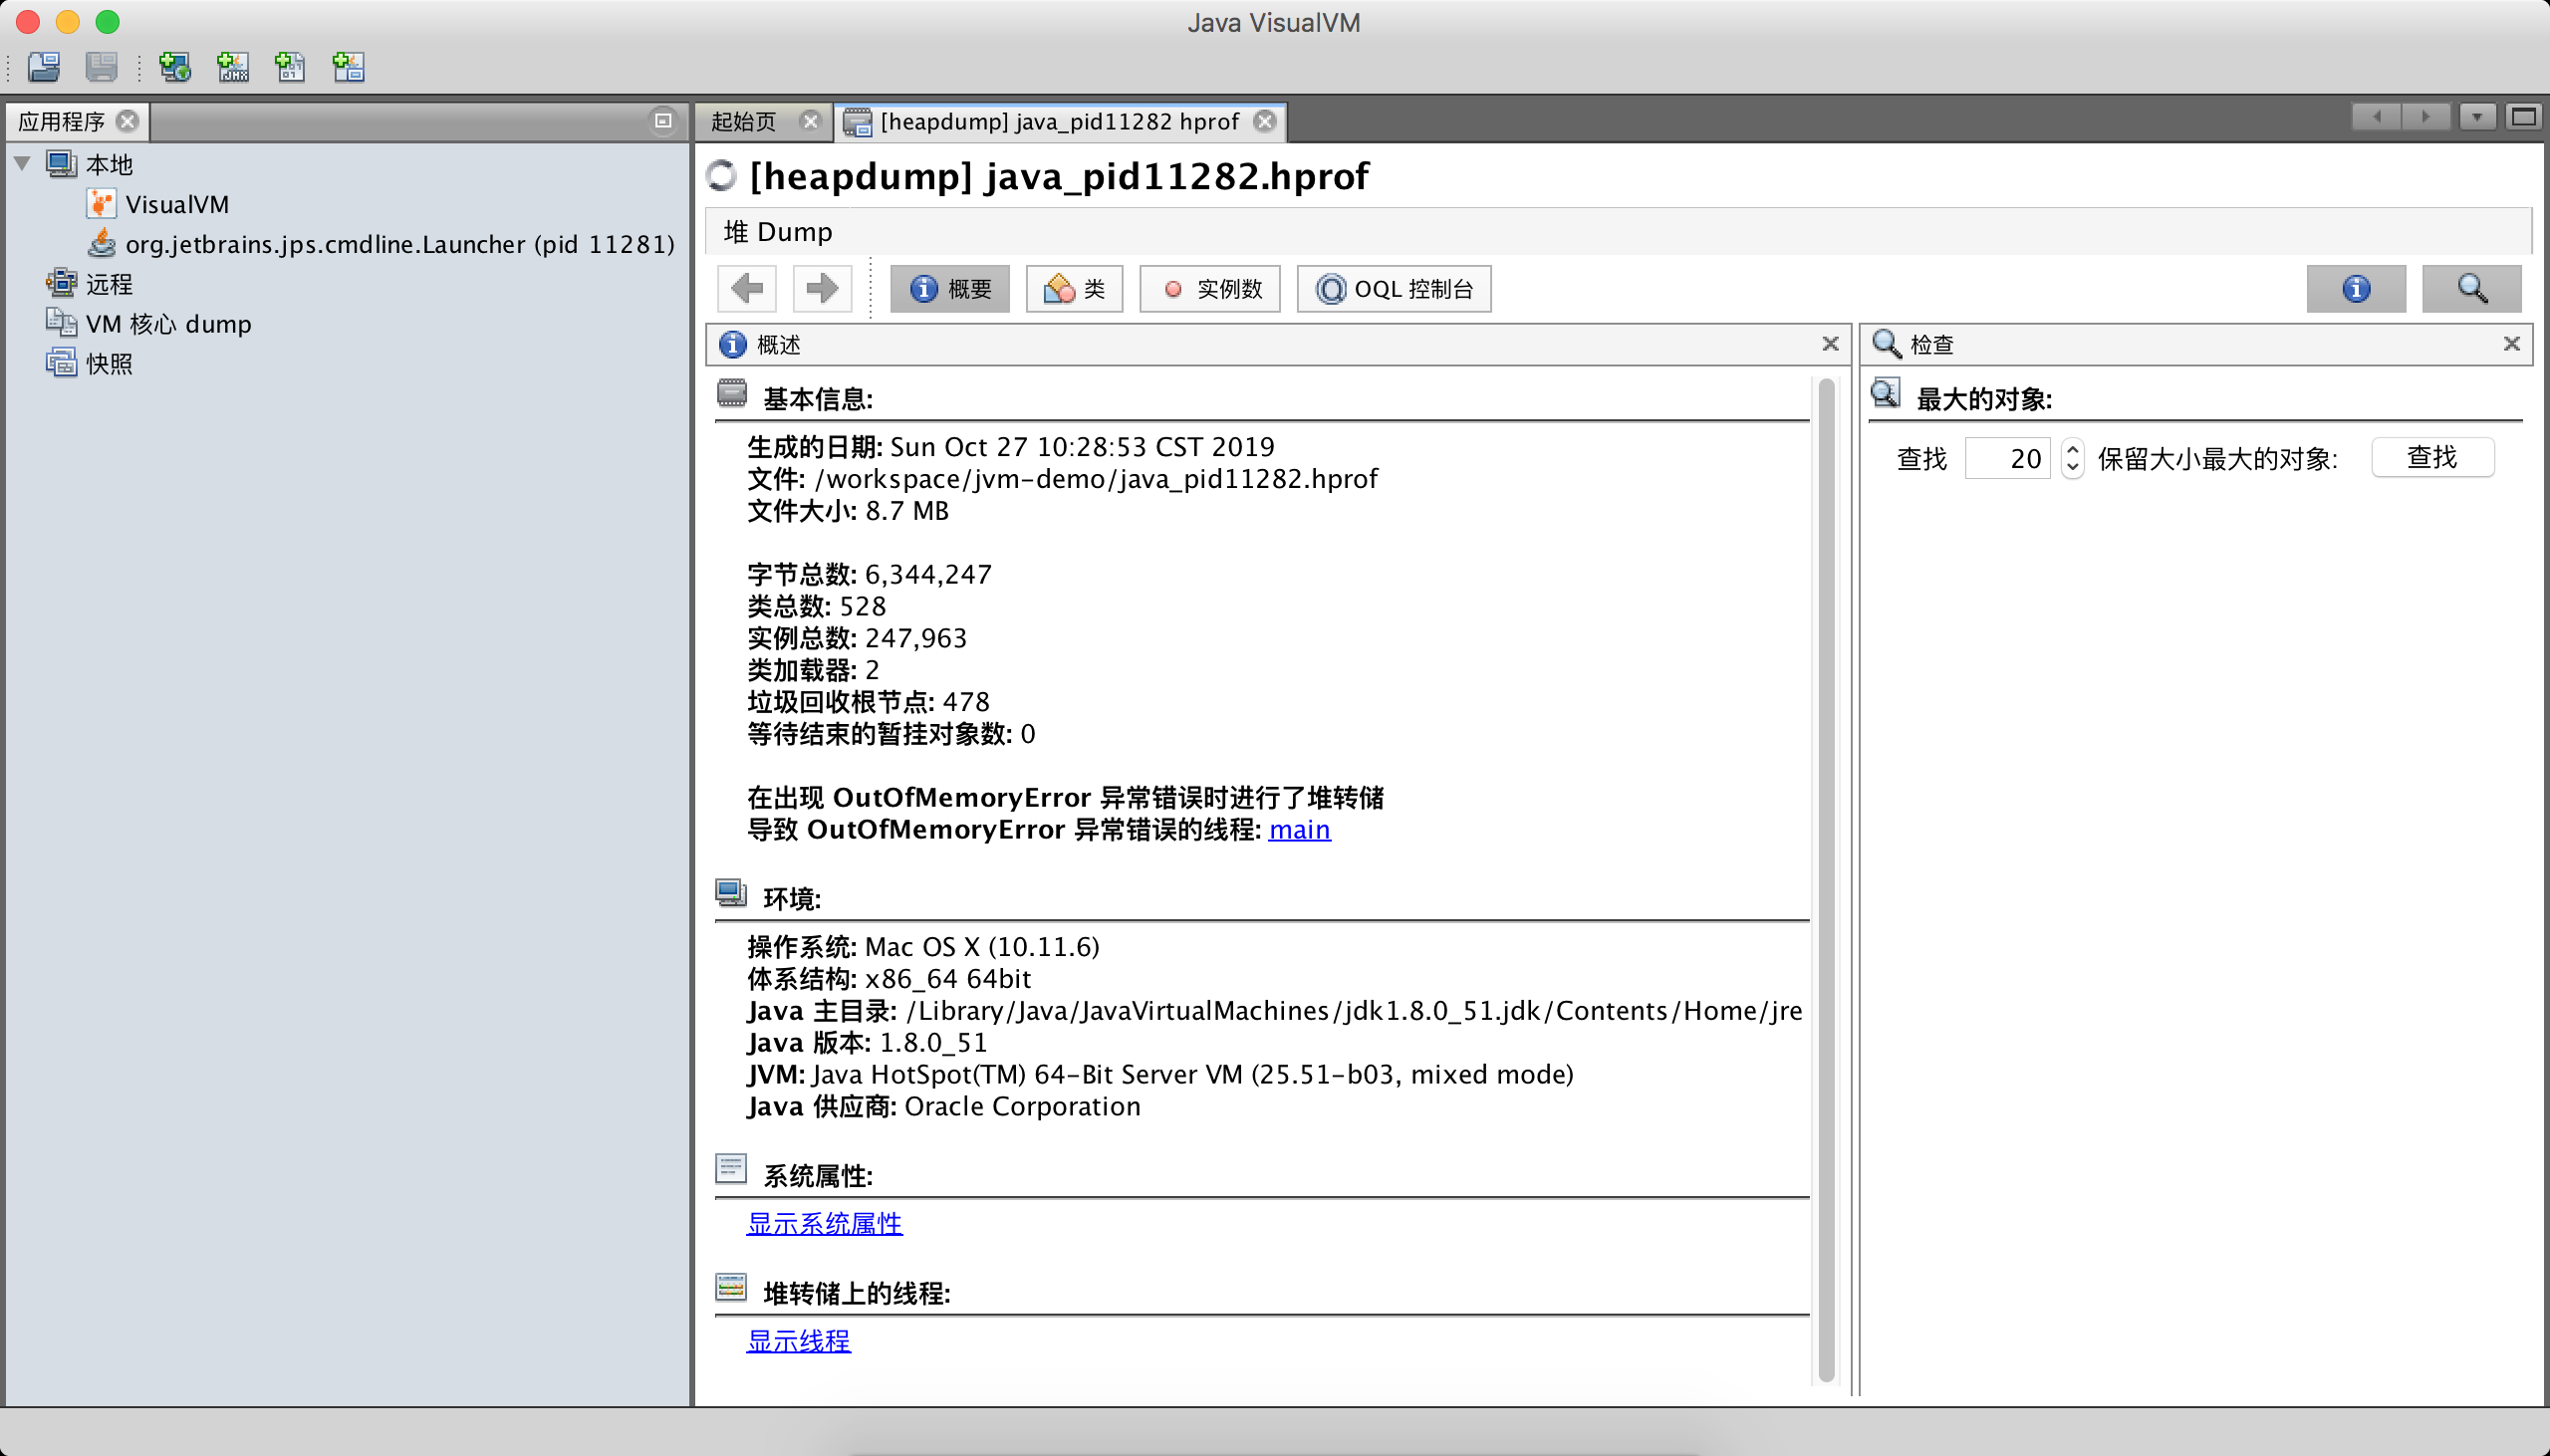 Java VisualVM
应用程序
本地
VisualVM
org.jetbrains.jps.cmdline.Launcher (pid 11281)
远程
VM 核心 dump
快照
起始页
[heapdump] java_pid11282 hprof
[heapdump] java_pid11282.hprof
堆 Dump
概要 类 实例数 OQL 控制台
概述
基本信息:
生成的日期: Sun Oct 27 10:28:53 CST 2019
文件: /workspace/jvm-demo/java_pid11282.hprof
文件大小: 8.7 MB
字节总数: 6,344,247
类总数: 528
实例总数: 247,963
类加载器: 2
垃圾回收根节点: 478
等待结束的暂挂对象数: 0
在出现 OutOfMemoryError 异常错误时进行了堆转储
导致 OutOfMemoryError 异常错误的线程: main
环境:
操作系统: Mac OS X (10.11.6)
体系结构: x86_64 64bit
Java 主目录: /Library/Java/JavaVirtualMachines/jdk1.8.0_51.jdk/Contents/Home/jre
Java 版本: 1.8.0_51
JVM: Java HotSpot(TM) 64-Bit Server VM (25.51-b03, mixed mode)
Java 供应商: Oracle Corporation
系统属性:
显示系统属性
堆转储上的线程:
显示线程
检查
最大的对象:
查找 20 保留大小最大的对象: 查找